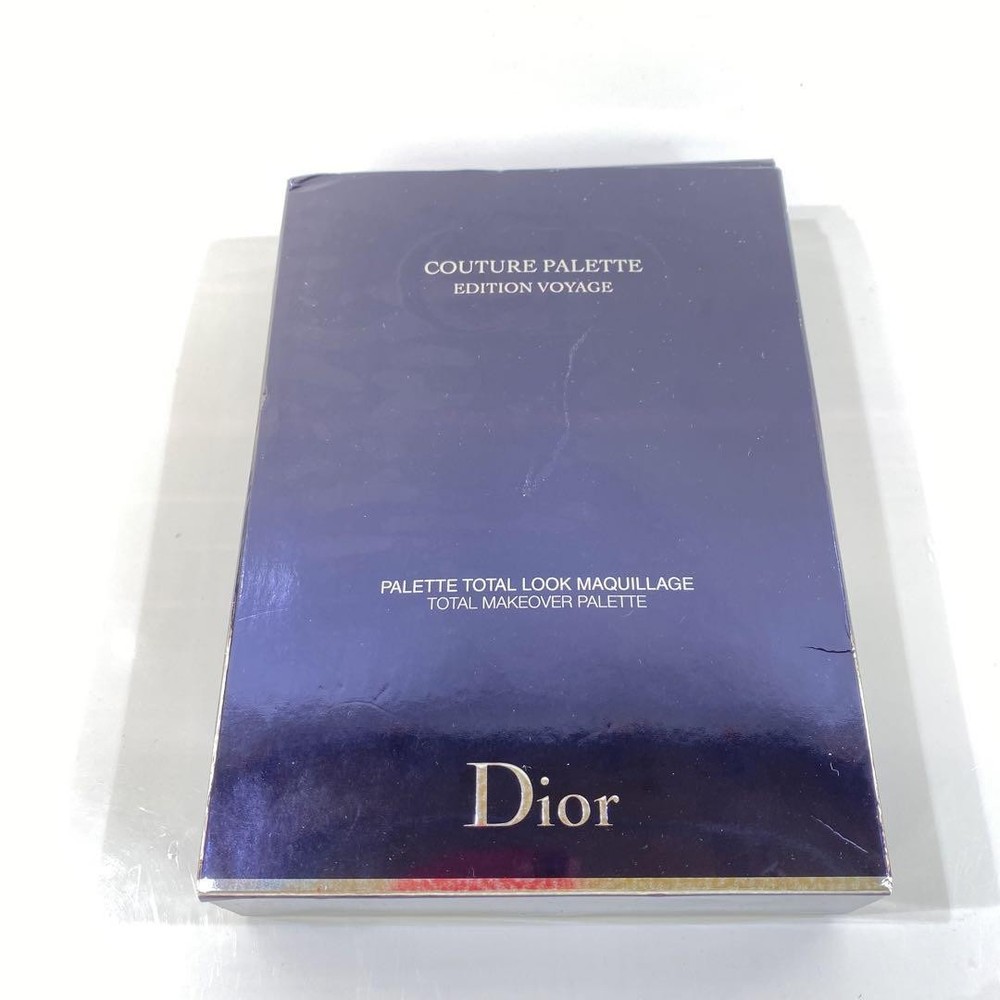 COUTURE PALETTE
EDITION VOYAGE
PALETTE TOTAL LOOK MAQUILLAGE
TOTAL MAKEOVER PALETTE
Dior